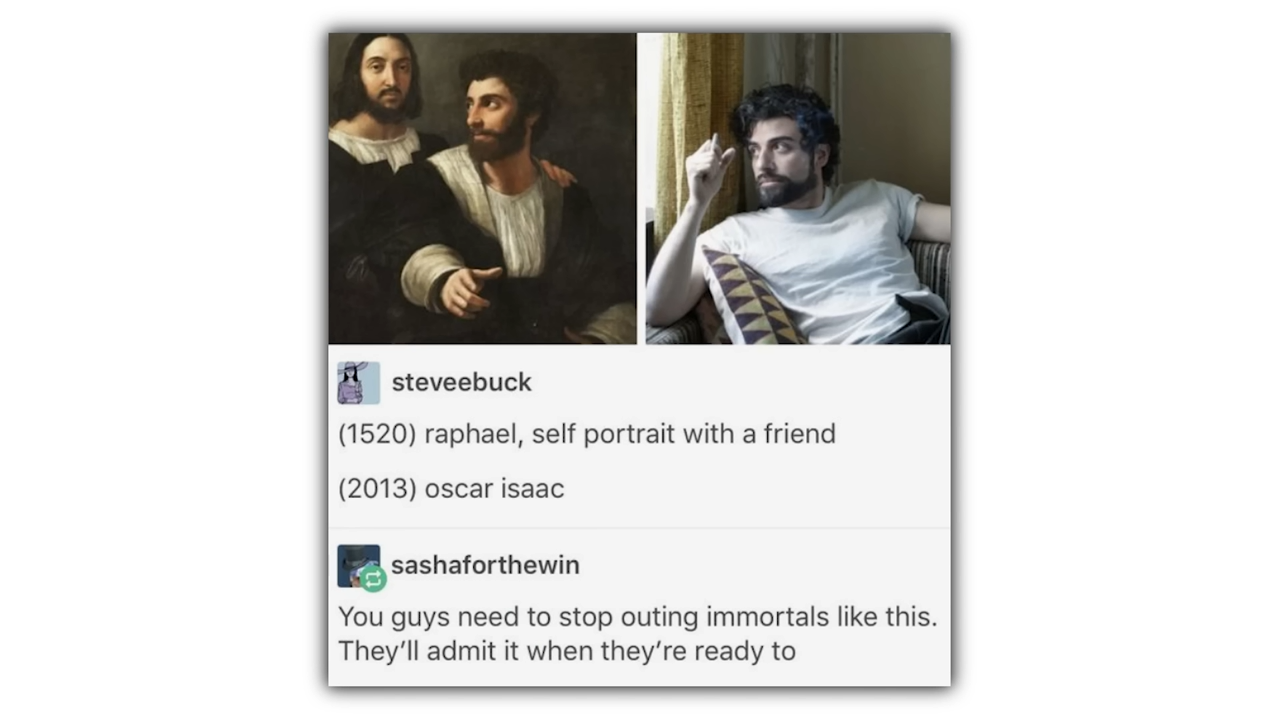 steveebuck
(1520) raphael, self portrait with a friend
(2013) oscar isaac
sashaforthewin
You guys need to stop outing immortals like this.
They’ll admit it when they’re ready to